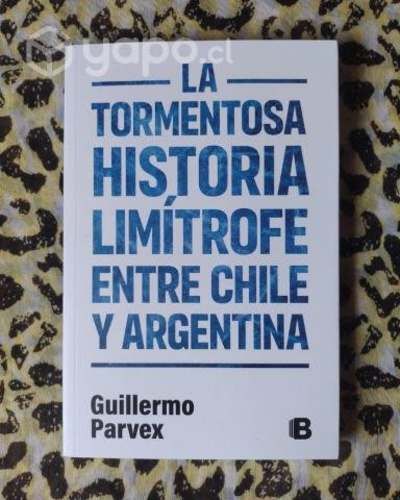 yapo.cl
LA
TORMENTOSA
HISTORIA
LIMÍTROFE
ENTRE CHILE
Y ARGENTINA
Guillermo
Parvex
B